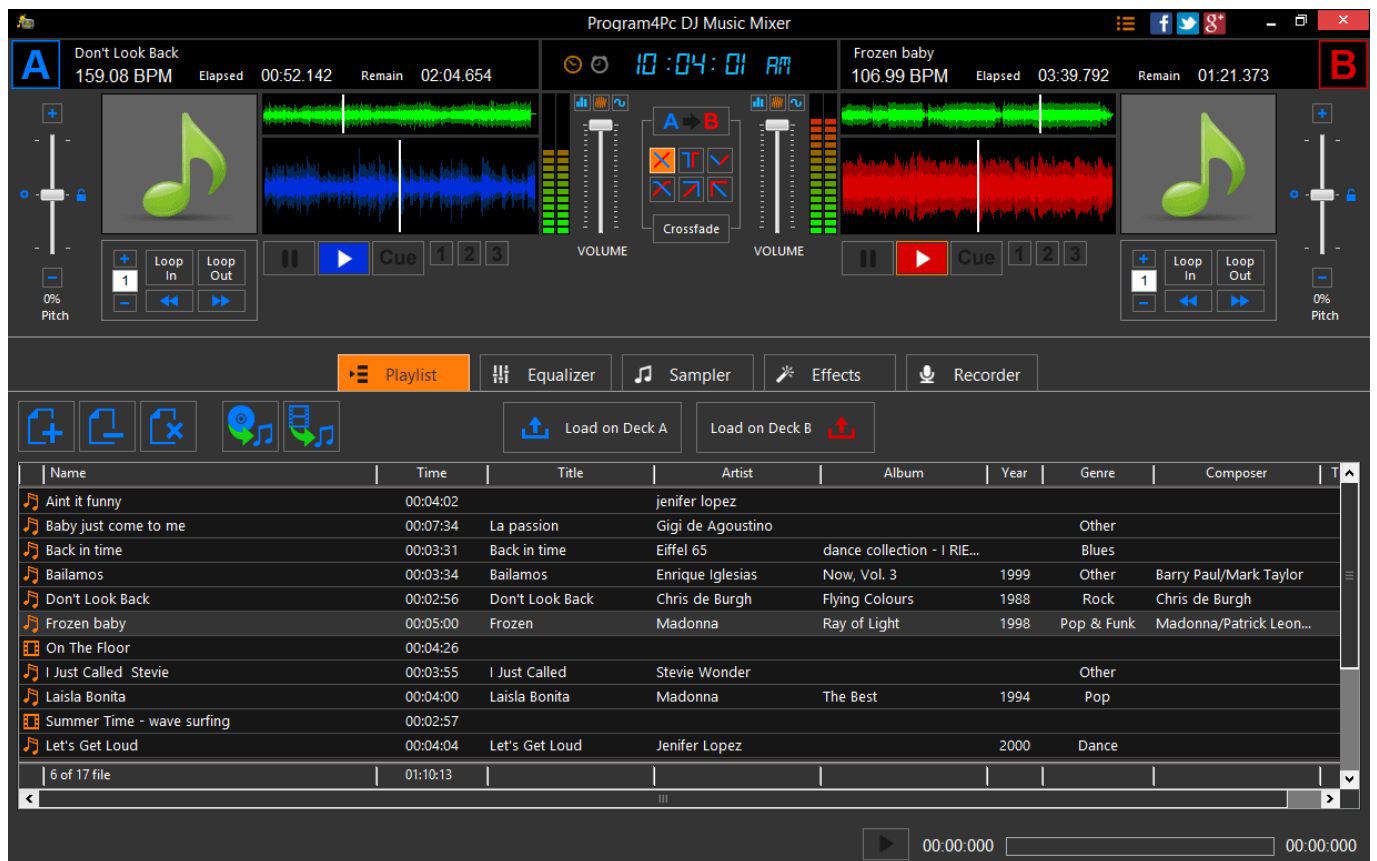 Program4Pc DJ Music Mixer
f 8+
A Don't Look Back
159.08 BPM Elapsed 00:52.142 Remain 02:04.654
10:04:01 AM
Frozen baby B
106.99 BPM Elapsed 03:39.792 Remain 01:21.373
A B
Crossfade
VOLUME VOLUME
Cue 1 2 3
Cue 1 2 3
Loop In
Loop Out
1
0%
Pitch
Loop In
Loop Out
1
0%
Pitch
Playlist Equalizer Sampler Effects Recorder
Load on Deck A Load on Deck B
Name Time Title Artist Album Year Genre Composer T
Aint it funny 00:04:02 jenifer lopez
Baby just come to me 00:07:34 La passion Gigi de Agoustino Other
Back in time 00:03:31 Back in time Eiffel 65 dance collection - I RIE... Blues
Bailamos 00:03:34 Bailamos Enrique Iglesias Now, Vol. 3 1999 Other Barry Paul/Mark Taylor
Don't Look Back 00:02:56 Don't Look Back Chris de Burgh Flying Colours 1988 Rock Chris de Burgh
Frozen baby 00:05:00 Frozen Madonna Ray of Light 1998 Pop & Funk Madonna/Patrick Leon...
On The Floor 00:04:26
I Just Called Stevie 00:03:55 I Just Called Stevie Wonder Other
Laisla Bonita 00:04:00 Laisla Bonita Madonna The Best 1994 Pop
Summer Time - wave surfing 00:02:57
Let's Get Loud 00:04:04 Let's Get Loud Jenifer Lopez 2000 Dance
6 of 17 file 01:10:13
00:00:000 00:00:000